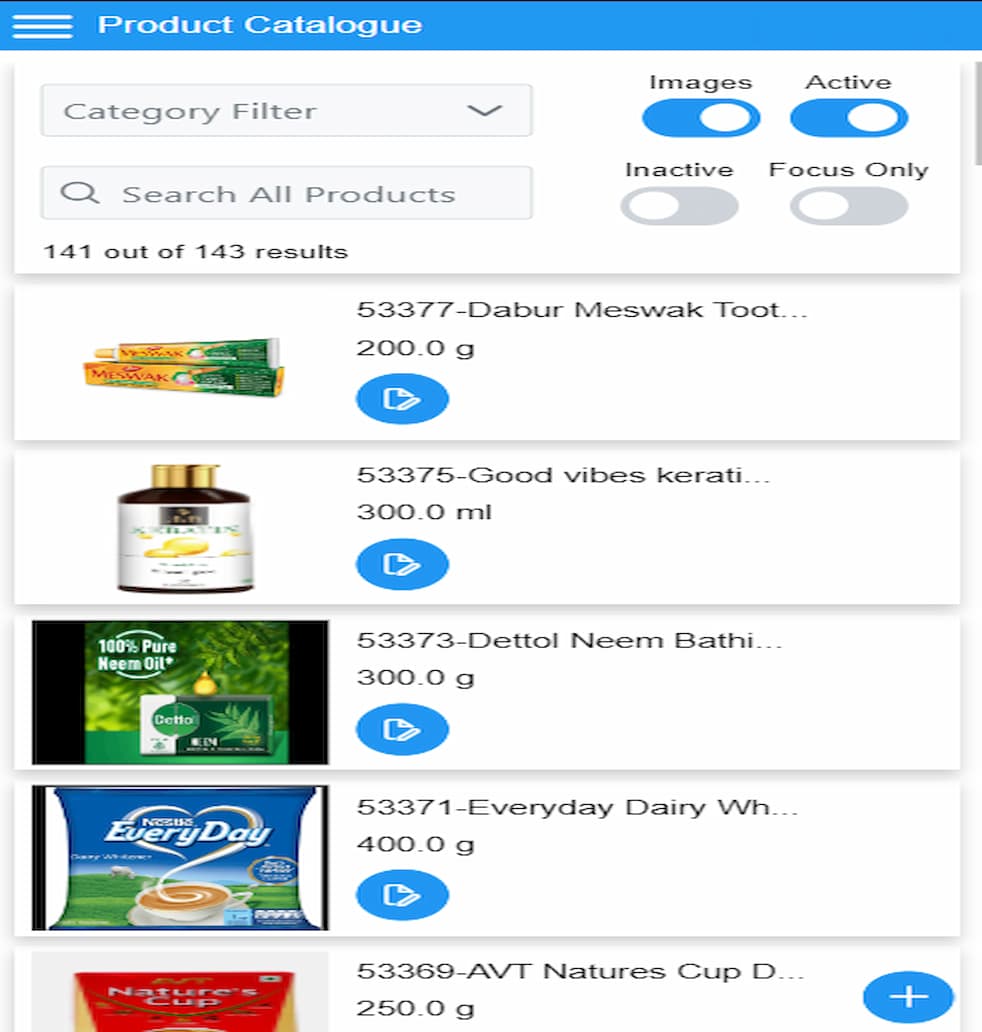 Product Catalogue
Images
Active
Category Filter
Inactive
Focus Only
Search All Products
141 out of 143 results
53377-Dabur Meswak Toot...
200.0 g
MESWAK
MESWAK
53375-Good vibes kerati...
300.0 ml
KERATIN
53373-Dettol Neem Bathi...
300.0 g
100% Pure
Neem Oil*
Dettol
NEEM
53371-Everyday Dairy Wh...
400.0 g
Nestlé
EveryDay
Dairy Whitener
53369-AVT Natures Cup D...
250.0 g
AVT
Nature's
Cup